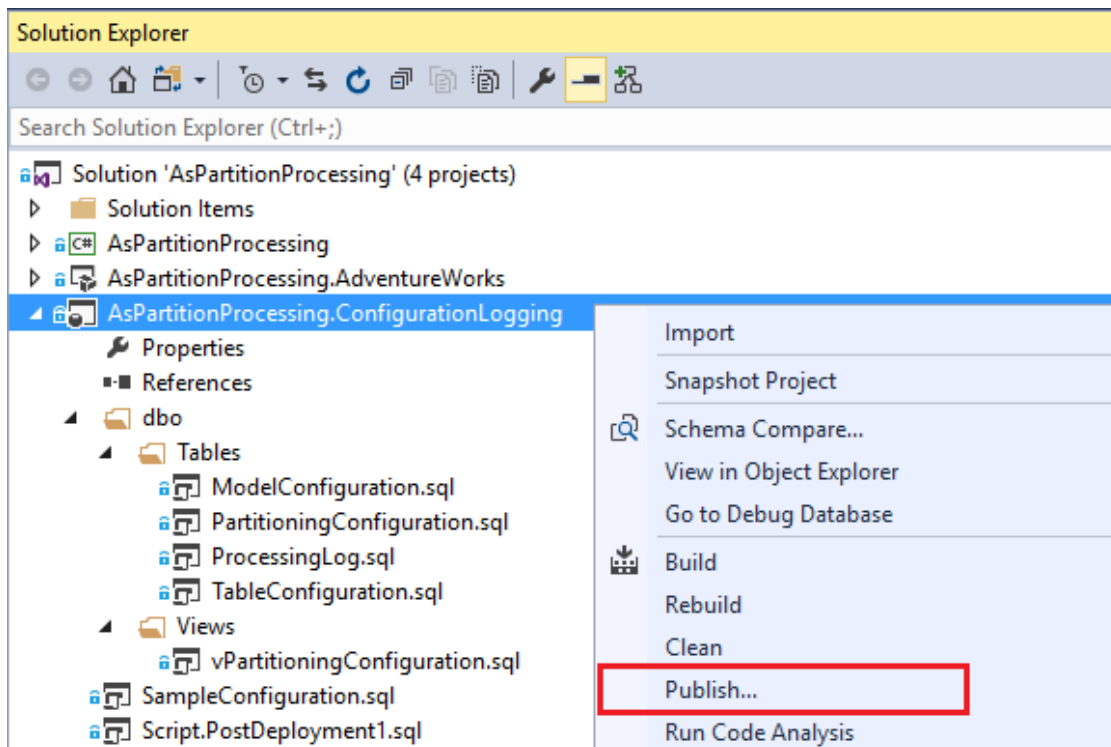 Solution Explorer
Search Solution Explorer (Ctrl+;)
Solution 'AsPartitionProcessing' (4 projects)
Solution Items
C# AsPartitionProcessing
AsPartitionProcessing.AdventureWorks
AsPartitionProcessing.ConfigurationLogging
Properties
References
dbo
Tables
ModelConfiguration.sql
PartitioningConfiguration.sql
ProcessingLog.sql
TableConfiguration.sql
Views
vPartitioningConfiguration.sql
SampleConfiguration.sql
Script.PostDeployment1.sql
Import
Snapshot Project
Schema Compare...
View in Object Explorer
Go to Debug Database
Build
Rebuild
Clean
Publish...
Run Code Analysis